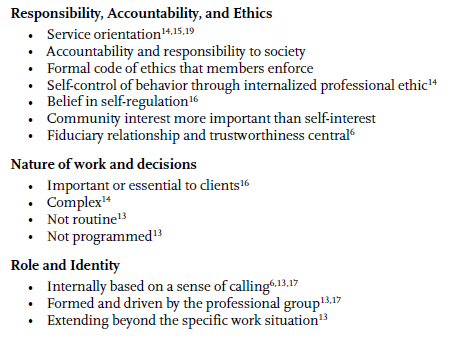 Responsibility, Accountability, and Ethics
• Service orientation¹⁴,¹⁵,¹⁹
• Accountability and responsibility to society
• Formal code of ethics that members enforce
• Self-control of behavior through internalized professional ethic¹⁴
• Belief in self-regulation¹⁶
• Community interest more important than self-interest
• Fiduciary relationship and trustworthiness central⁶
Nature of work and decisions
• Important or essential to clients¹⁶
• Complex¹⁴
• Not routine¹³
• Not programmed¹³
Role and Identity
• Internally based on a sense of calling⁶,¹³,¹⁷
• Formed and driven by the professional group¹³,¹⁷
• Extending beyond the specific work situation¹³